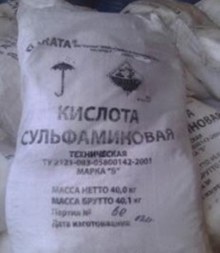 КИСЛОТА
СУЛЬФАМИНОВАЯ
ТЕХНИЧЕСКАЯ
ТУ 2121-083-05800142-2001
МАРКА "Б"
МАССА НЕТТО 40,0 кг
МАССА БРУТТО 40,1 кг
Партия № 60
Дата изготовления: